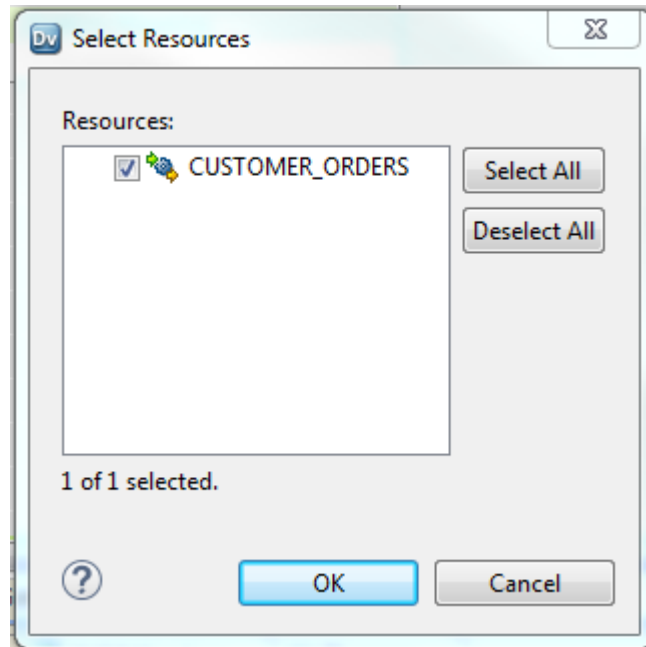 Dv Select Resources
Resources:
CUSTOMER_ORDERS
Select All
Deselect All
1 of 1 selected.
?
OK
Cancel